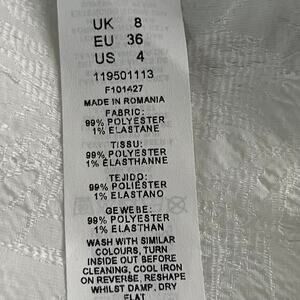 UK 8
EU 36
US 4
119501113
F101427
MADE IN ROMANIA
FABRIC:
99% POLYESTER
1% ELASTANE
TISSU:
99% POLYESTER
1% ÉLASTHANNE
TEJIDO:
99% POLIÉSTER
1% ELASTANO
GEWEBE:
99% POLYESTER
1% ELASTHAN
WASH WITH SIMILAR
COLOURS, TURN
INSIDE OUT BEFORE
CLEANING, COOL IRON
ON REVERSE, RESHAPE
WHILST DAMP, DRY
FLAT